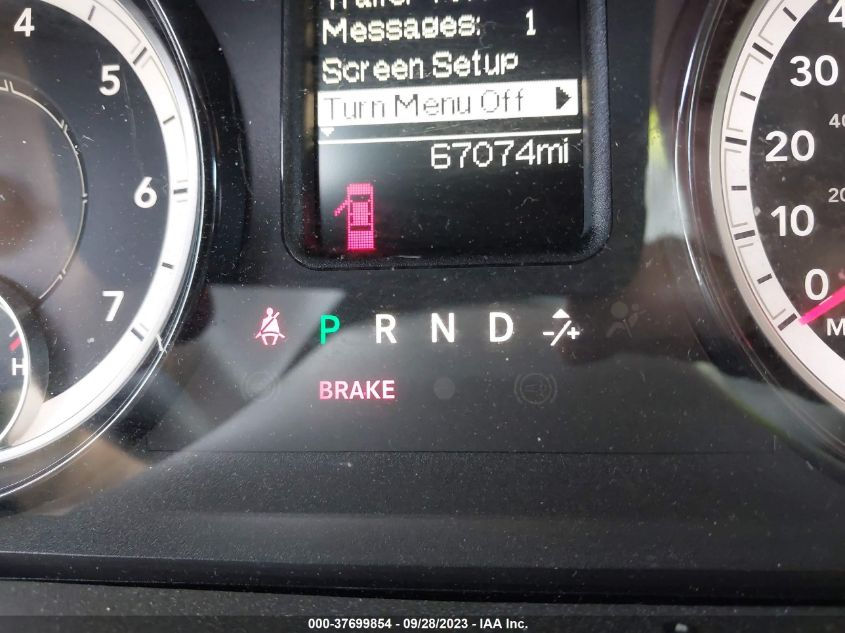 Messages: 1
Screen Setup
Turn Menu Off
67074mi
4
5
6
7
H
30
20
10
0
20
P R N D -/+
BRAKE
000-37699854 / 09/28/2023 / - IAA Inc.